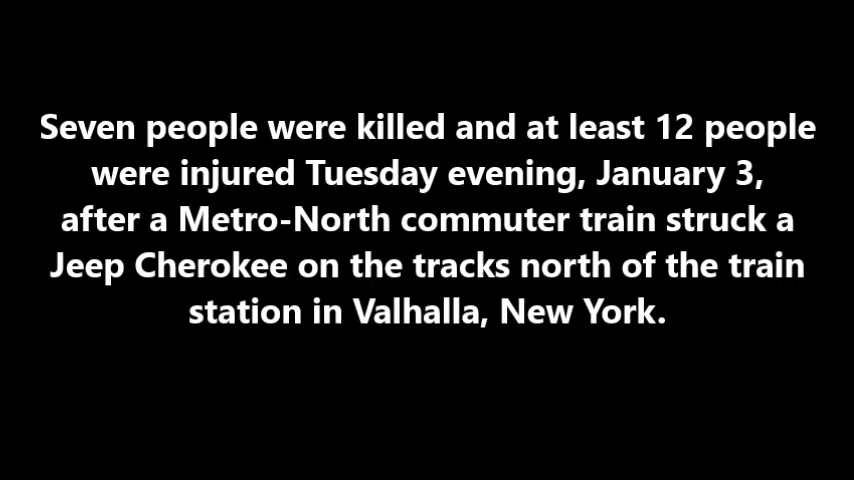 Seven people were killed and at least 12 people
were injured Tuesday evening, January 3,
after a Metro-North commuter train struck a
Jeep Cherokee on the tracks north of the train
station in Valhalla, New York.